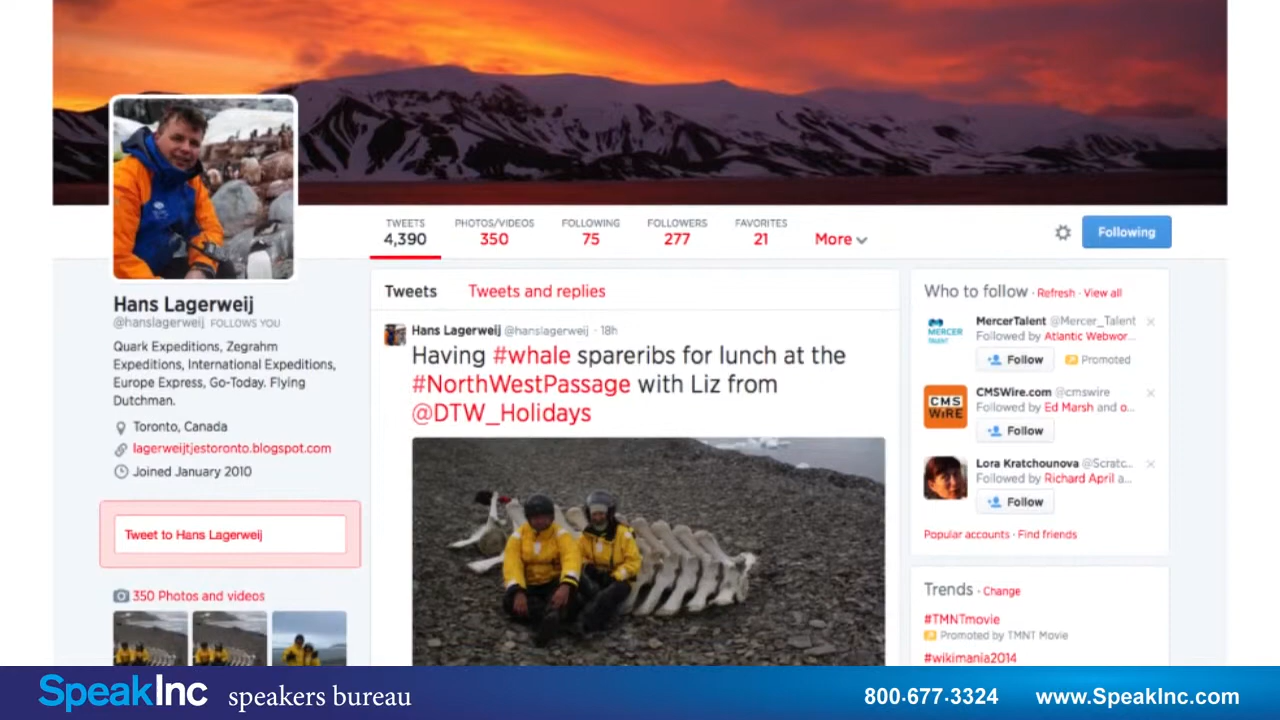 TWEETS
4,390
PHOTOS/VIDEOS
350
FOLLOWING
75
FOLLOWERS
277
FAVORITES
21
More
Following
Hans Lagerweij
@hanslagerweij FOLLOWS YOU
Quark Expeditions, Zegrahm
Expeditions, International Expeditions,
Europe Express, Go-Today. Flying
Dutchman.
Toronto, Canada
lagerweijtjestoronto.blogspot.com
Joined January 2010
Tweet to Hans Lagerweij
350 Photos and videos
Tweets Tweets and replies
Hans Lagerweij @hanslagerweij · 18h
Having #whale spareribs for lunch at the
#NorthWestPassage with Liz from
@DTW_Holidays
Who to follow · Refresh · View all
MERCER
TALENT
MercerTalent @Mercer_Talent
Followed by Atlantic Webwor...
Follow Promoted
CMS
WiRE
CMSWire.com @cmswire
Followed by Ed Marsh and o...
Follow
Lora Kratchounova @Scratc...
Followed by Richard April a...
Follow
Popular accounts · Find friends
Trends · Change
#TMNTmovie
Promoted by TMNT Movie
#wikimania2014
SpeakInc speakers bureau
800·677·3324 www.SpeakInc.com